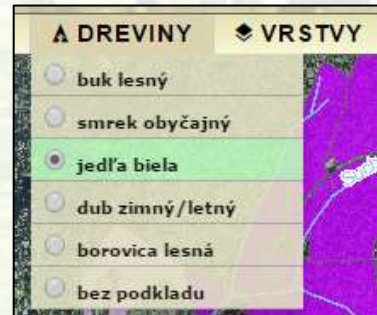 DREVINY VRSTVY
buk lesný
smrek obyčajný
jedľa biela
dub zimný/letný
borovica lesná
bez podkladu